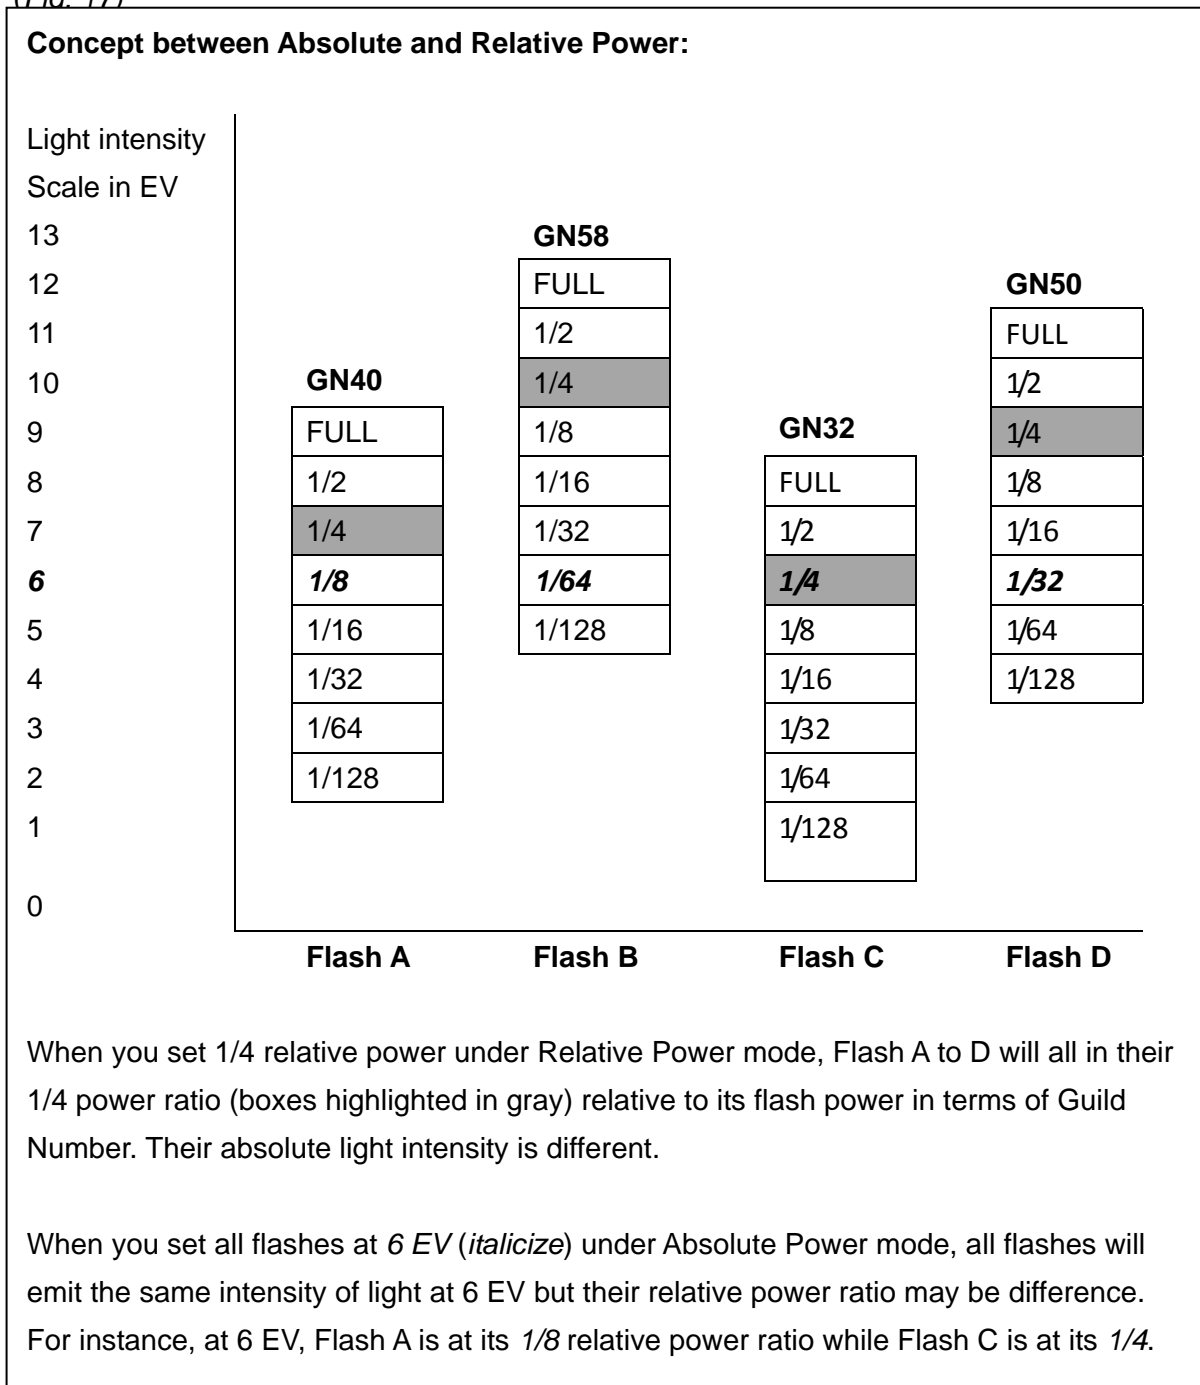 (Fig. 17)
Concept between Absolute and Relative Power:
Light intensity
Scale in EV
13 GN58
12 FULL GN50
11 1/2 FULL
10 GN40 1/4 1/2
9 FULL 1/8 GN32 1/4
8 1/2 1/16 FULL 1/8
7 1/4 1/32 1/2 1/16
6 1/8 1/64 1/4 1/32
5 1/16 1/128 1/8 1/64
4 1/32 1/16 1/128
3 1/64 1/32
2 1/128 1/64
1 1/128
0
Flash A Flash B Flash C Flash D
When you set 1/4 relative power under Relative Power mode, Flash A to D will all in their
1/4 power ratio (boxes highlighted in gray) relative to its flash power in terms of Guild
Number. Their absolute light intensity is different.
When you set all flashes at 6 EV (italicize) under Absolute Power mode, all flashes will
emit the same intensity of light at 6 EV but their relative power ratio may be difference.
For instance, at 6 EV, Flash A is at its 1/8 relative power ratio while Flash C is at its 1/4.